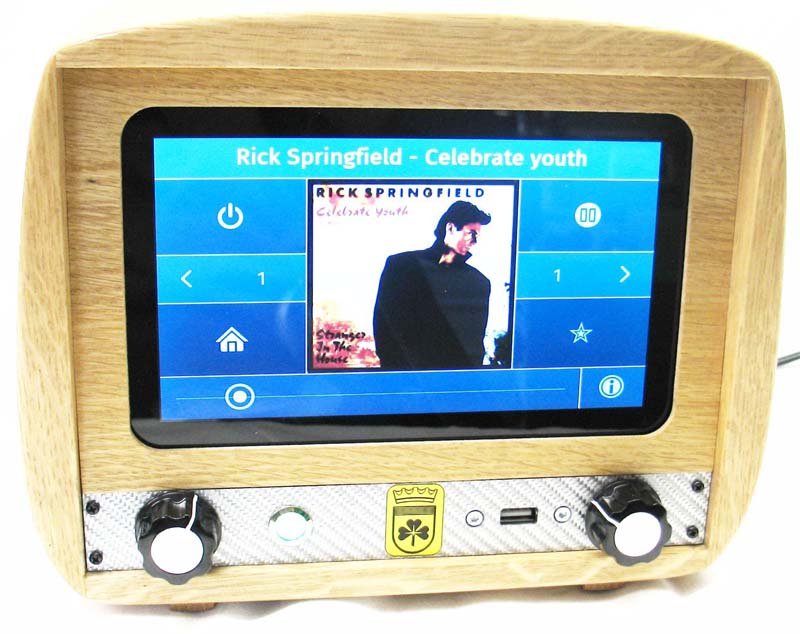 Rick Springfield - Celebrate youth
RICK SPRINGFIELD
Celebrate Youth
1
1
Stranger
In The
House